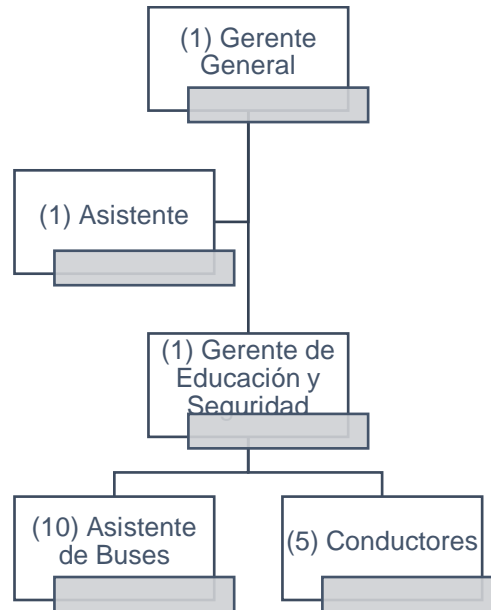 (1) Gerente
General
(1) Asistente
(1) Gerente de
Educación y
Seguridad
(10) Asistente
de Buses
(5) Conductores